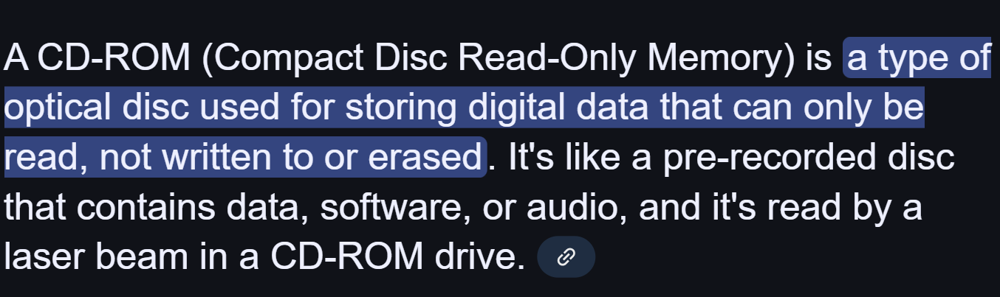 A CD-ROM (Compact Disc Read-Only Memory) is a type of
optical disc used for storing digital data that can only be
read, not written to or erased. It's like a pre-recorded disc
that contains data, software, or audio, and it's read by a
laser beam in a CD-ROM drive.